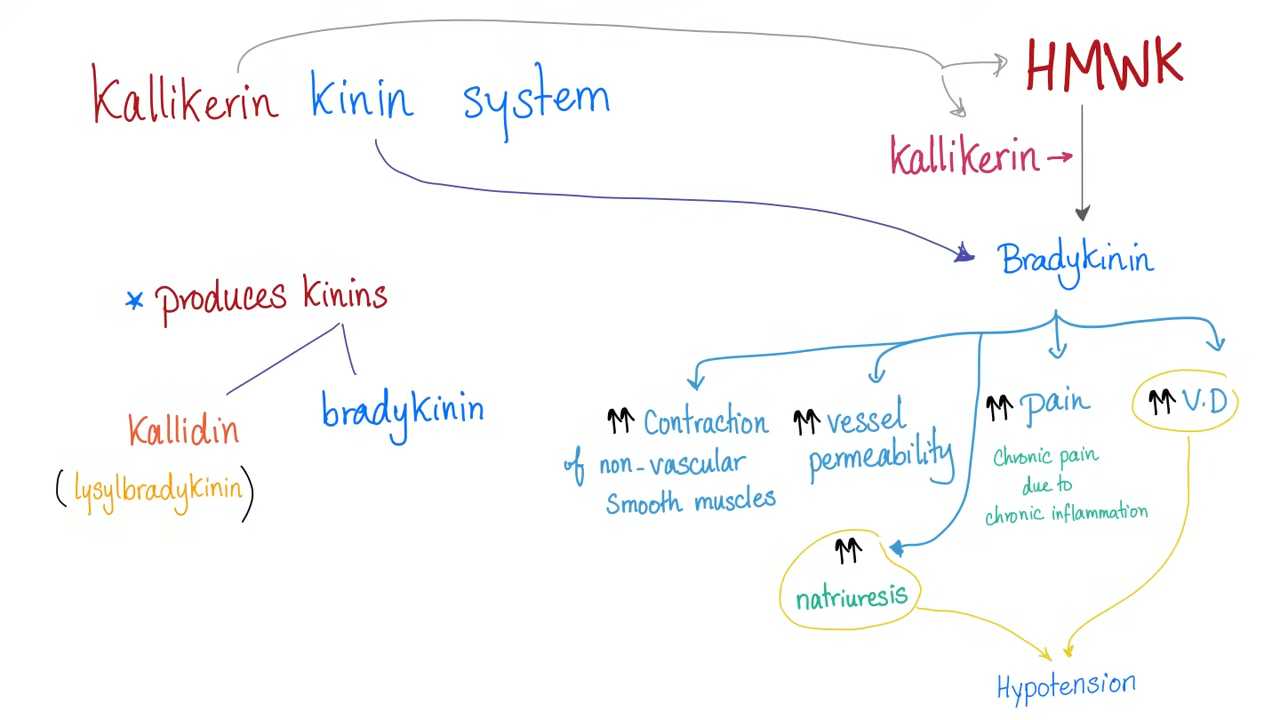 Kallikerin kinin system
HMWK
kallikerin →
Bradykinin
* produces kinins
Kallidin
(lysylbradykinin)
bradykinin
↑↑ Contraction
of non-vascular
Smooth muscles
↑↑ vessel
permeability
↑↑ pain
Chronic pain
due to
chronic inflammation
↑↑ V.D
↑↑
natriuresis
Hypotension